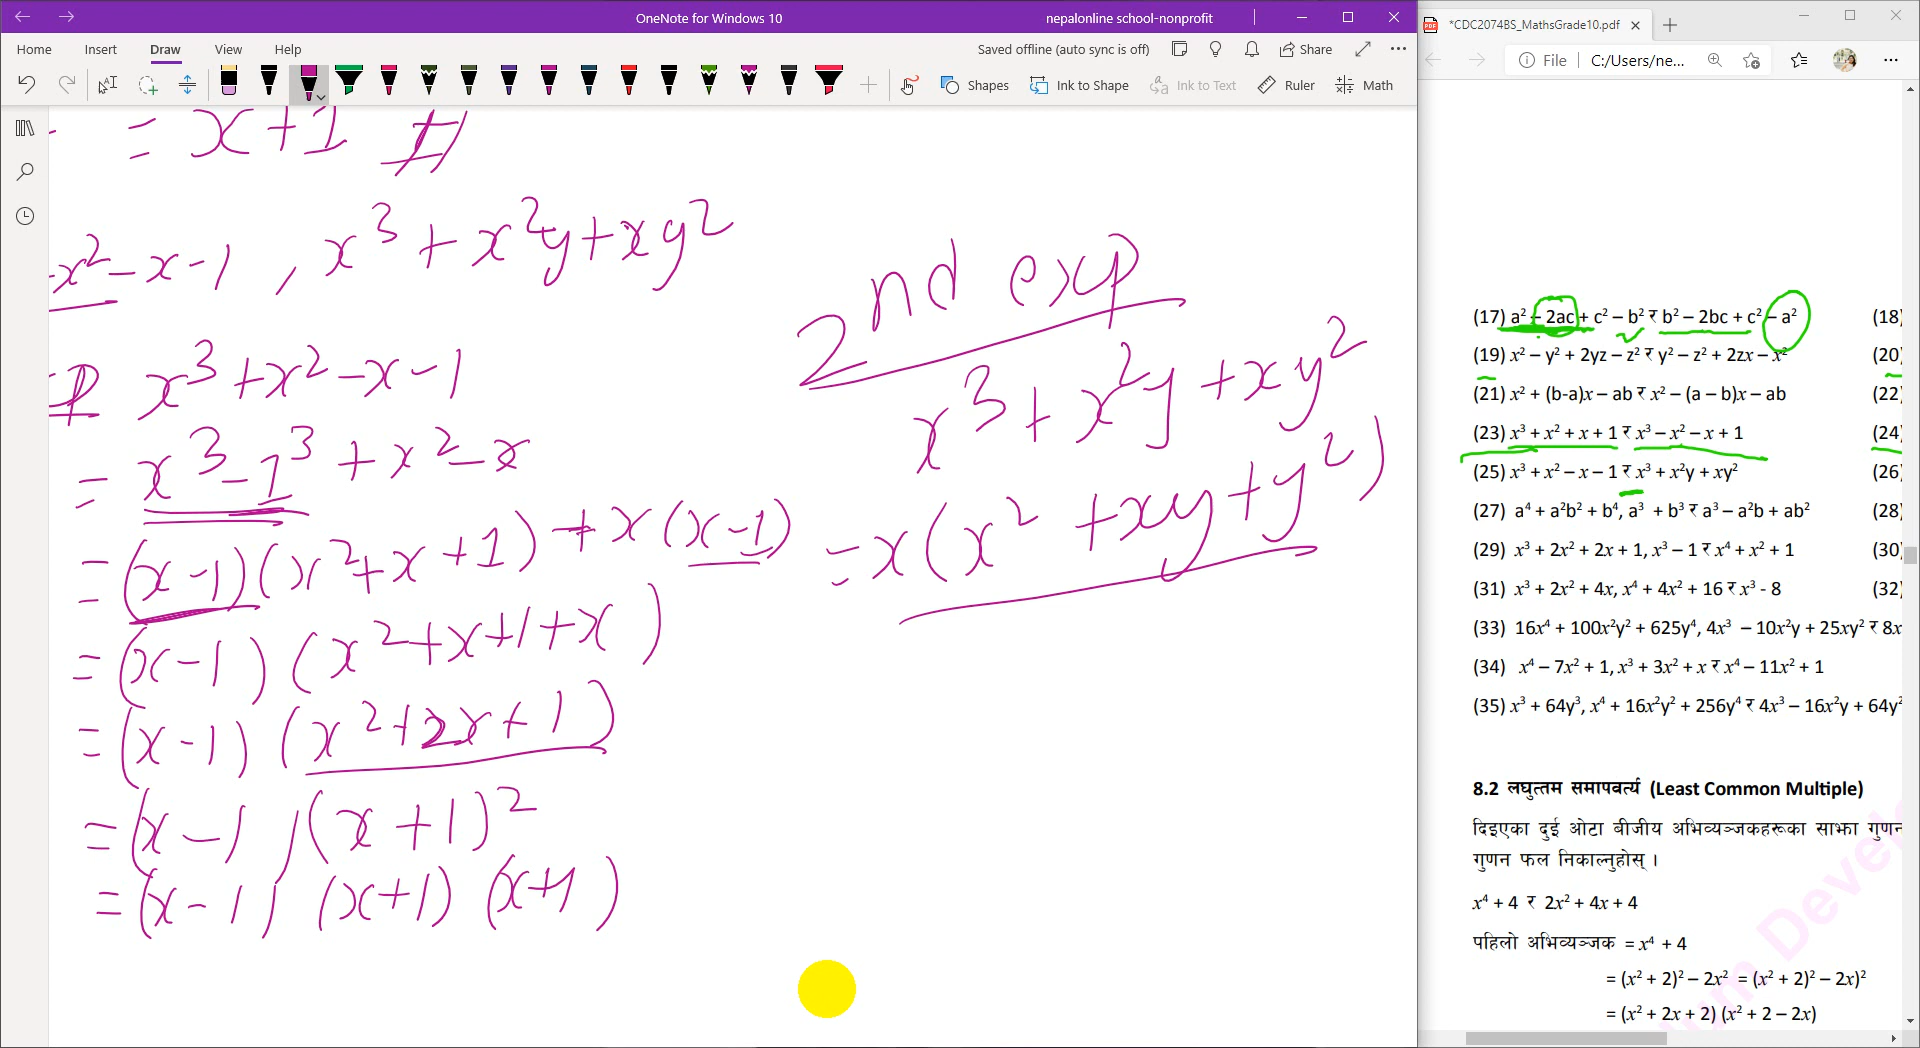 OneNote for Windows 10
nepalonline school-nonprofit
Home Insert Draw View Help
Saved offline (auto sync is off)
Share
Shapes Ink to Shape Ink to Text Ruler Math
= x+1
x² - x - 1 , x³ + x²y + xy²
x³ + x² - x - 1
= x³ - 1³ + x² - x
= (x-1)(x²+x+1) + x(x-1)
= (x-1) (x²+x+1+x)
= (x-1) (x²+2x+1)
= (x-1)(x+1)²
= (x-1) (x+1) (x+1)
2nd exp
x³ + x²y + xy²
= x(x² + xy + y²)
*CDC2074BS_MathsGrade10.pdf
File C:/Users/ne...
(17) a² – 2ac + c² – b² र b² – 2bc + c² – a² (18)
(19) x² – y² + 2yz – z² र y² – z² + 2zx – x² (20)
(21) x² + (b-a)x – ab र x² – (a – b)x – ab (22)
(23) x³ + x² + x + 1 र x³ – x² – x + 1 (24)
(25) x³ + x² – x – 1 र x³ + x²y + xy² (26)
(27) a⁴ + a²b² + b⁴, a³ + b³ र a³ – a²b + ab² (28)
(29) x³ + 2x² + 2x + 1, x³ – 1 र x⁴ + x² + 1 (30)
(31) x³ + 2x² + 4x, x⁴ + 4x² + 16 र x³ - 8 (32)
(33) 16x⁴ + 100x²y² + 625y⁴, 4x³ – 10x²y + 25xy² र 8x
(34) x⁴ – 7x² + 1, x³ + 3x² + x र x⁴ – 11x² + 1
(35) x³ + 64y³, x⁴ + 16x²y² + 256y⁴ र 4x³ – 16x²y + 64y²
8.2 लघुत्तम समापवर्त्य (Least Common Multiple)
दिइएका दुई ओटा बीजीय अभिव्यञ्जकहरूका साझा गुणन
गुणन फल निकाल्नुहोस् ।
x⁴ + 4 र 2x² + 4x + 4
पहिलो अभिव्यञ्जक = x⁴ + 4
= (x² + 2)² – 2x² = (x² + 2)² – 2x)²
= (x² + 2x + 2) (x² + 2 – 2x)